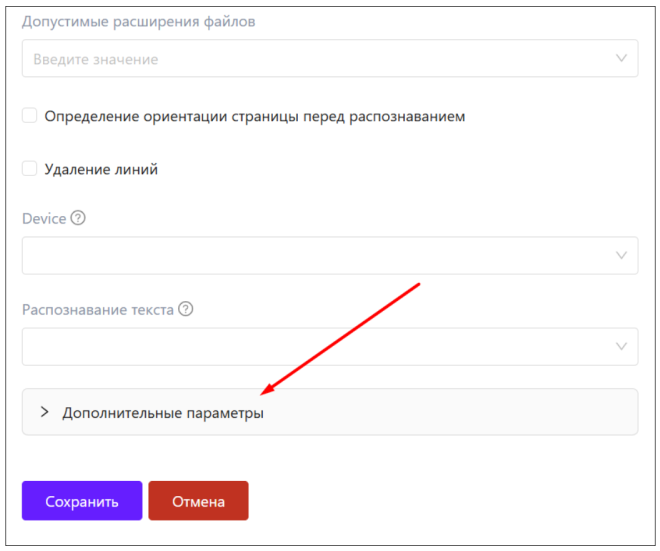 Допустимые расширения файлов
Введите значение
Определение ориентации страницы перед распознаванием
Удаление линий
Device ?
Распознавание текста ?
> Дополнительные параметры
Сохранить Отмена